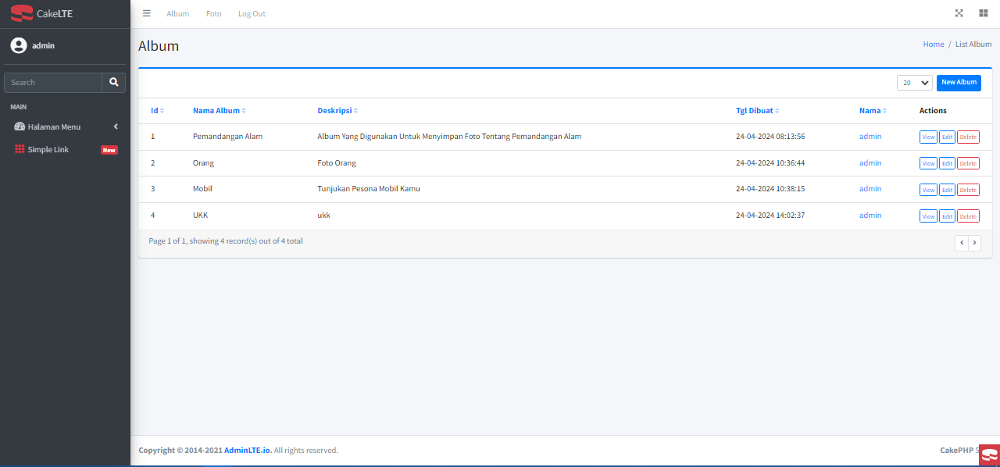 CakeLTE
Album Foto Log Out
admin
Album
Home / List Album
Search
20 New Album
MAIN
Id Nama Album Deskripsi Tgl Dibuat Nama Actions
Halaman Menu
1 Pemandangan Alam Album Yang Digunakan Untuk Menyimpan Foto Tentang Pemandangan Alam 24-04-2024 08:13:56 admin View Edit Delete
Simple Link New
2 Orang Foto Orang 24-04-2024 10:36:44 admin View Edit Delete
3 Mobil Tunjukan Pesona Mobil Kamu 24-04-2024 10:38:15 admin View Edit Delete
4 UKK ukk 24-04-2024 14:02:37 admin View Edit Delete
Page 1 of 1, showing 4 record(s) out of 4 total
Copyright © 2014-2021 AdminLTE.io. All rights reserved.
CakePHP